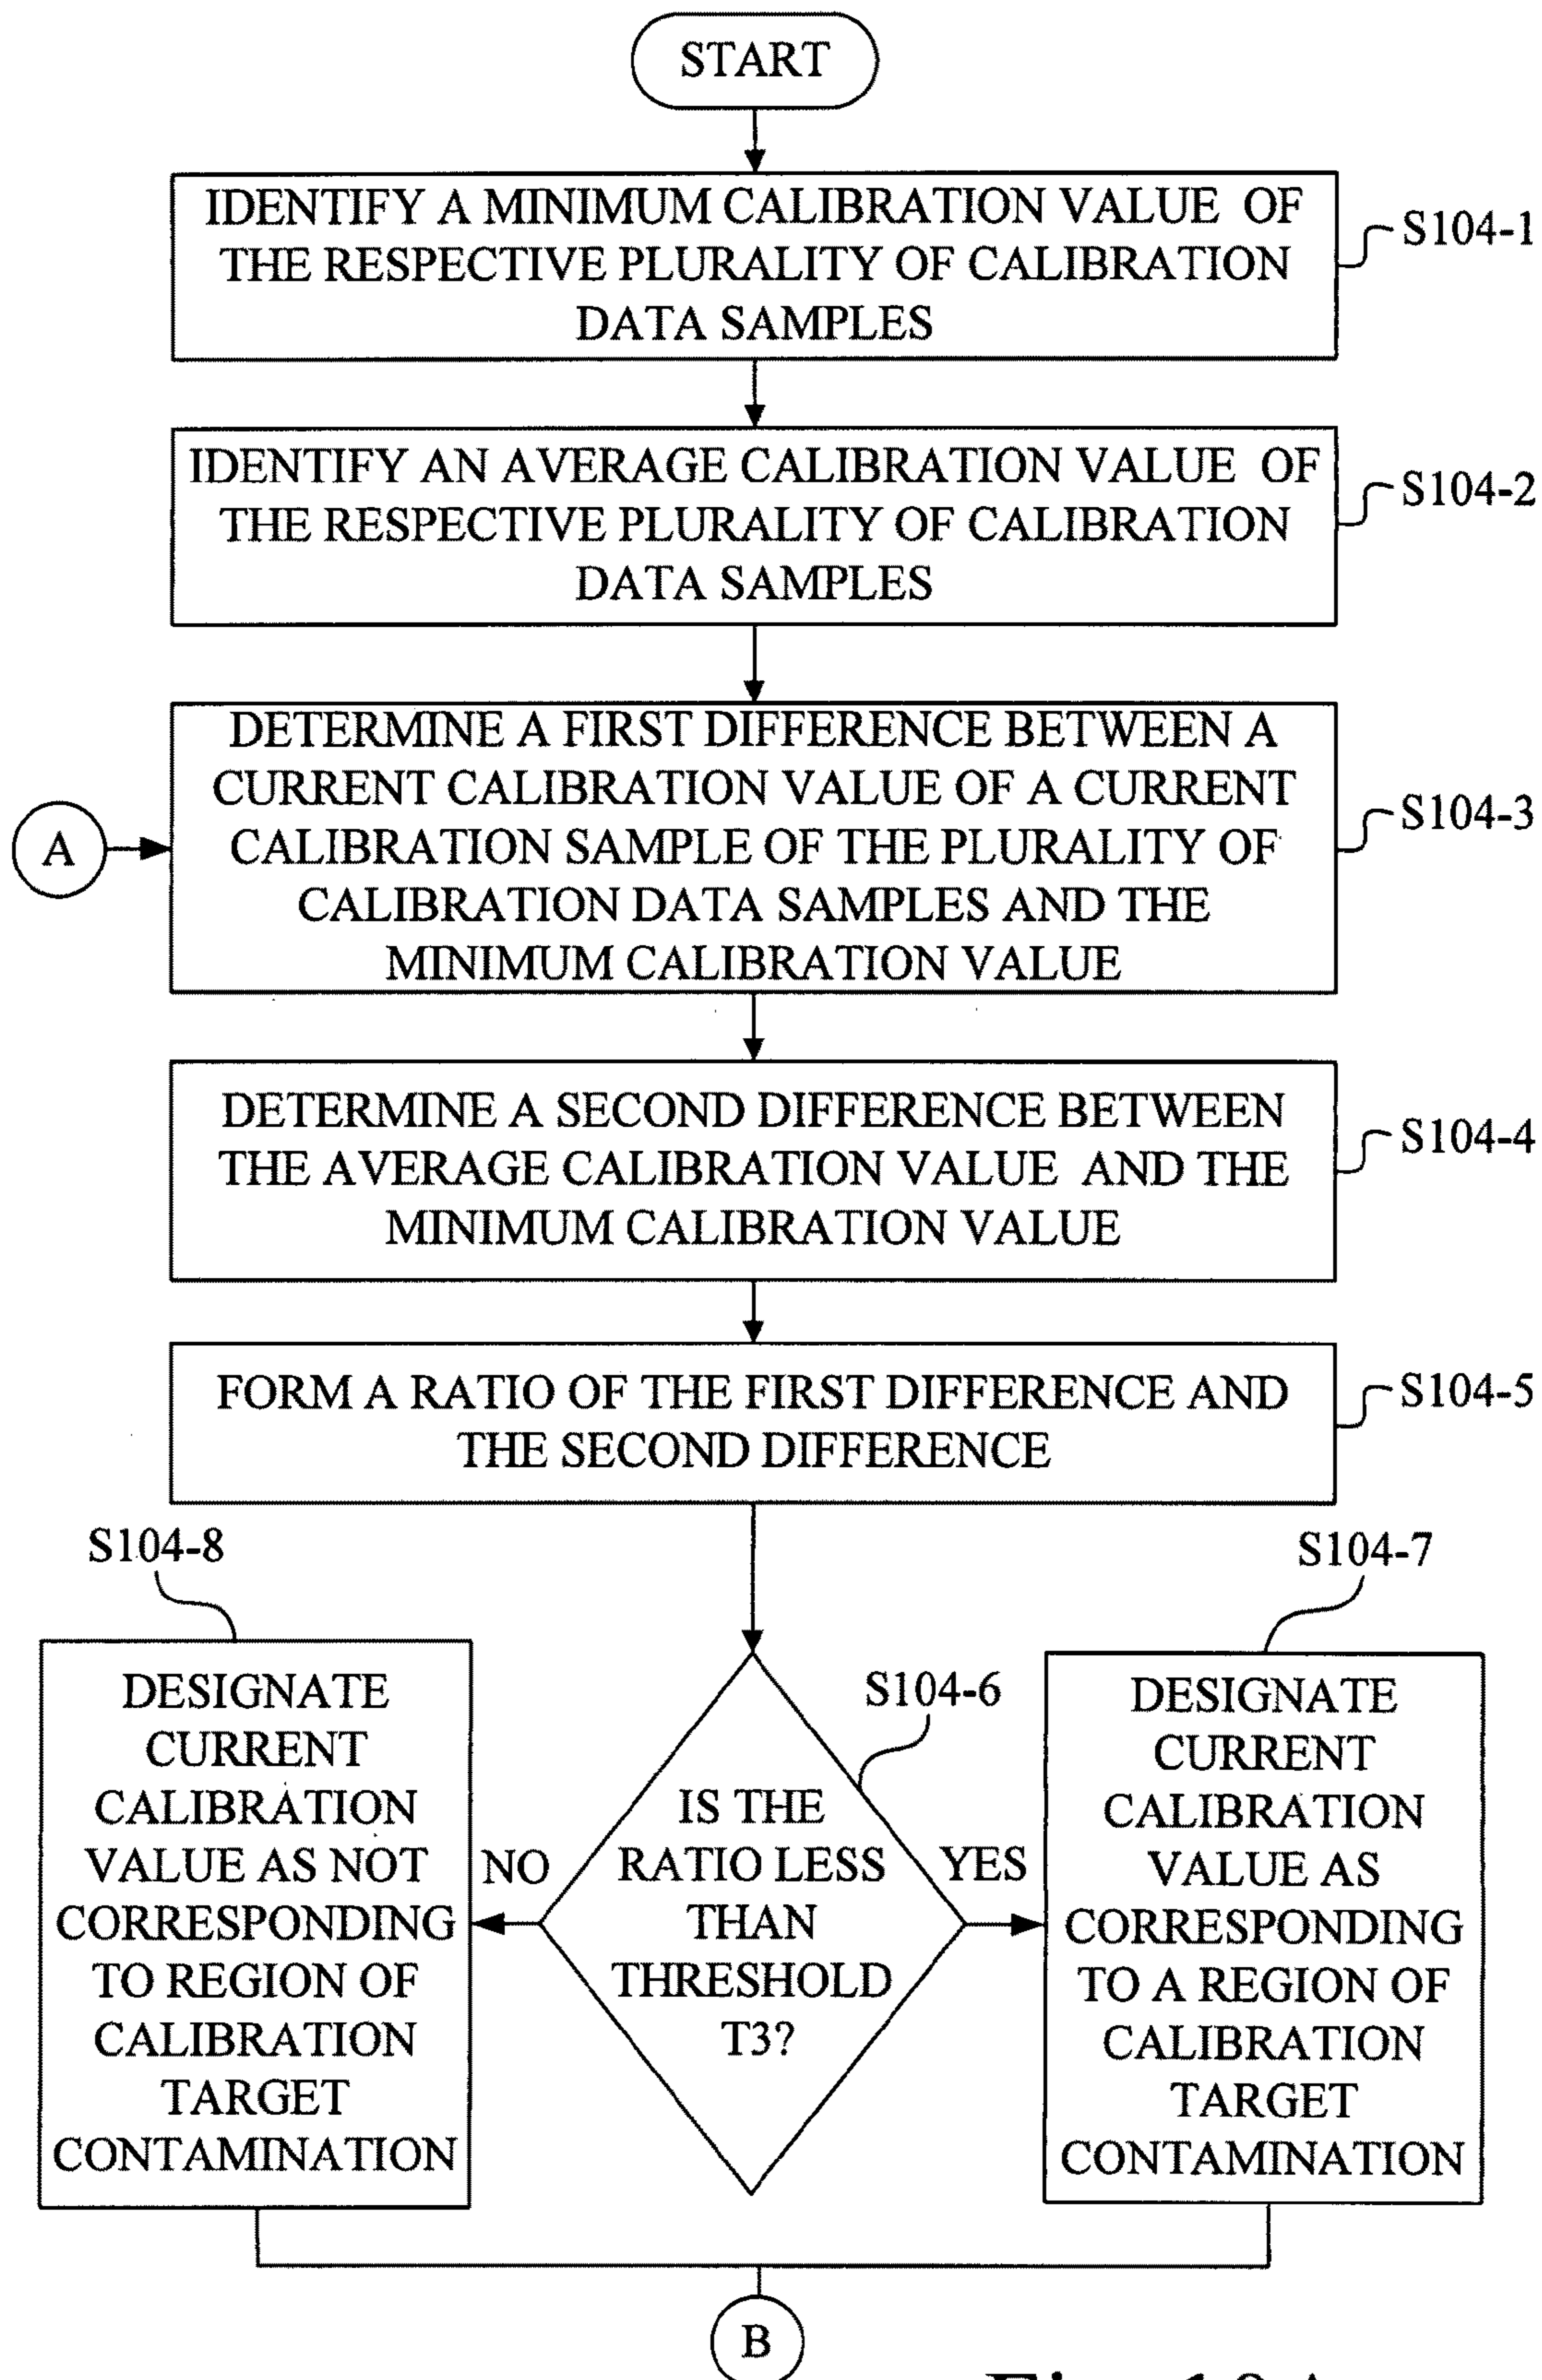 START
IDENTIFY A MINIMUM CALIBRATION VALUE OF
THE RESPECTIVE PLURALITY OF CALIBRATION
DATA SAMPLES
S104-1
IDENTIFY AN AVERAGE CALIBRATION VALUE OF
THE RESPECTIVE PLURALITY OF CALIBRATION
DATA SAMPLES
S104-2
DETERMINE A FIRST DIFFERENCE BETWEEN A
CURRENT CALIBRATION VALUE OF A CURRENT
CALIBRATION SAMPLE OF THE PLURALITY OF
CALIBRATION DATA SAMPLES AND THE
MINIMUM CALIBRATION VALUE
S104-3
A
DETERMINE A SECOND DIFFERENCE BETWEEN
THE AVERAGE CALIBRATION VALUE AND THE
MINIMUM CALIBRATION VALUE
S104-4
FORM A RATIO OF THE FIRST DIFFERENCE AND
THE SECOND DIFFERENCE
S104-5
S104-8
DESIGNATE
CURRENT
CALIBRATION
VALUE AS NOT
CORRESPONDING
TO REGION OF
CALIBRATION
TARGET
CONTAMINATION
NO
S104-6
IS THE
RATIO LESS
THAN
THRESHOLD
T3?
YES
S104-7
DESIGNATE
CURRENT
CALIBRATION
VALUE AS
CORRESPONDING
TO A REGION OF
CALIBRATION
TARGET
CONTAMINATION
B